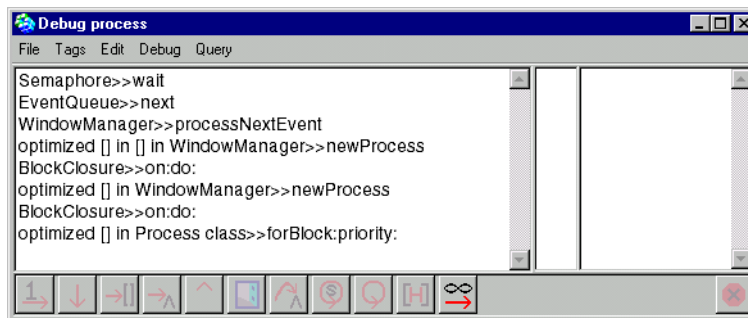 Debug process
File Tags Edit Debug Query
Semaphore>>wait
EventQueue>>next
WindowManager>>processNextEvent
optimized [] in [] in WindowManager>>newProcess
BlockClosure>>on:do:
optimized [] in WindowManager>>newProcess
BlockClosure>>on:do:
optimized [] in Process class>>forBlock:priority: